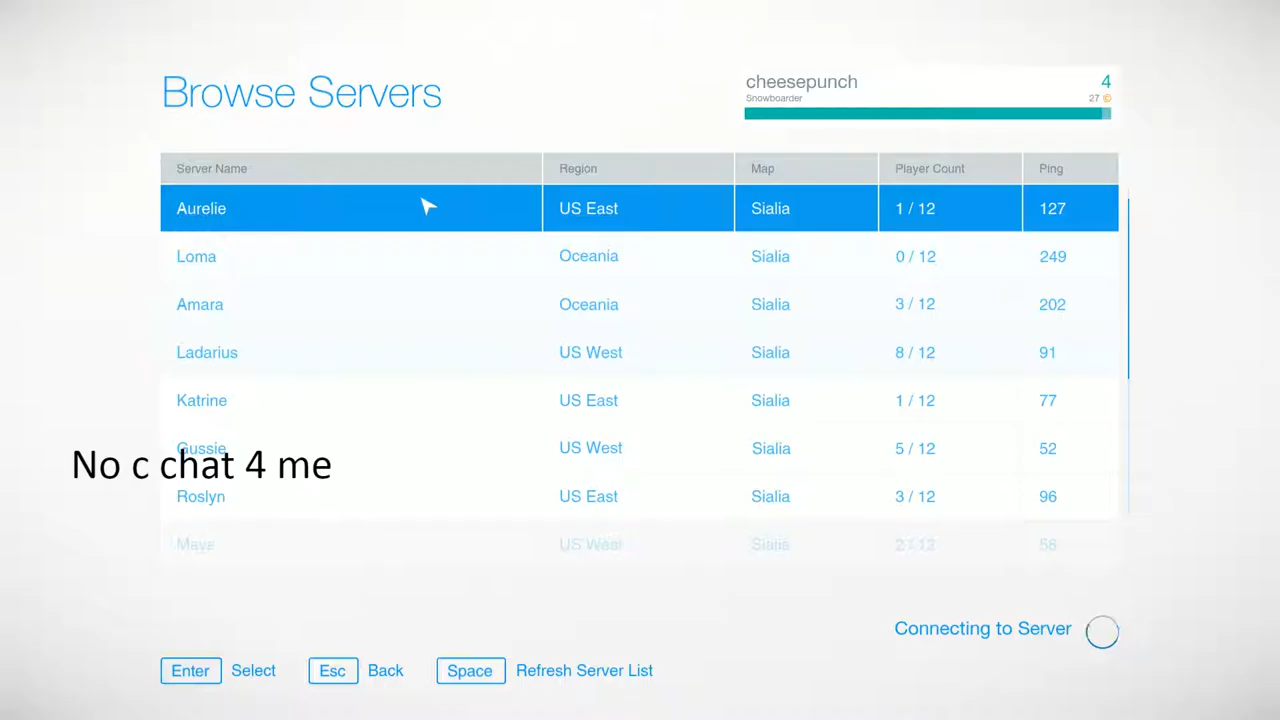 Browse Servers
cheesepunch 4
Snowboarder 27
Server Name Region Map Player Count Ping
Aurelie US East Sialia 1 / 12 127
Loma Oceania Sialia 0 / 12 249
Amara Oceania Sialia 3 / 12 202
Ladarius US West Sialia 8 / 12 91
Katrine US East Sialia 1 / 12 77
Gussie US West Sialia 5 / 12 52
No c chat 4 me
Roslyn US East Sialia 3 / 12 96
Maya US West Sialia 2 / 12 58
Connecting to Server
Enter Select Esc Back Space Refresh Server List